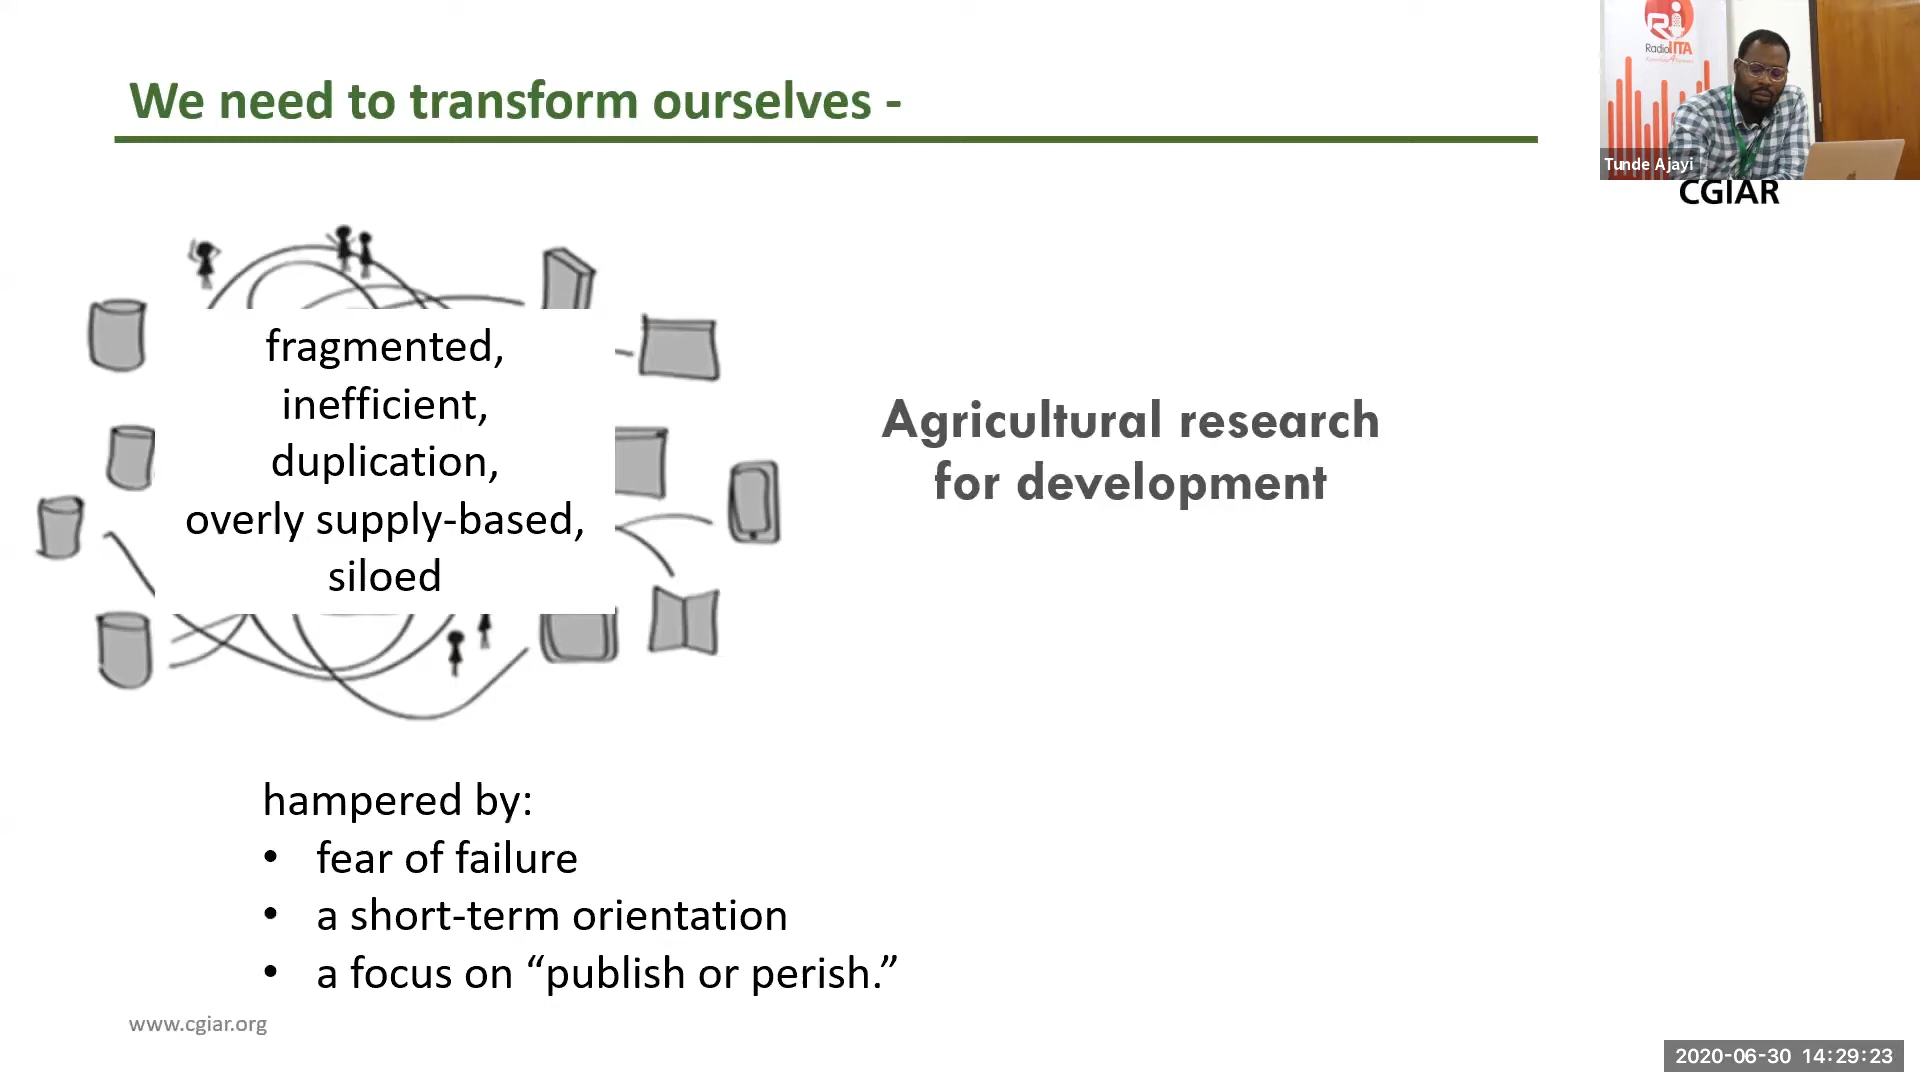 We need to transform ourselves -
Radio IITA
Tunde Ajayi
CGIAR
fragmented,
inefficient,
duplication,
overly supply-based,
siloed
Agricultural research
for development
hampered by:
• fear of failure
• a short-term orientation
• a focus on “publish or perish.”
www.cgiar.org
2020-06-30 14:29:23